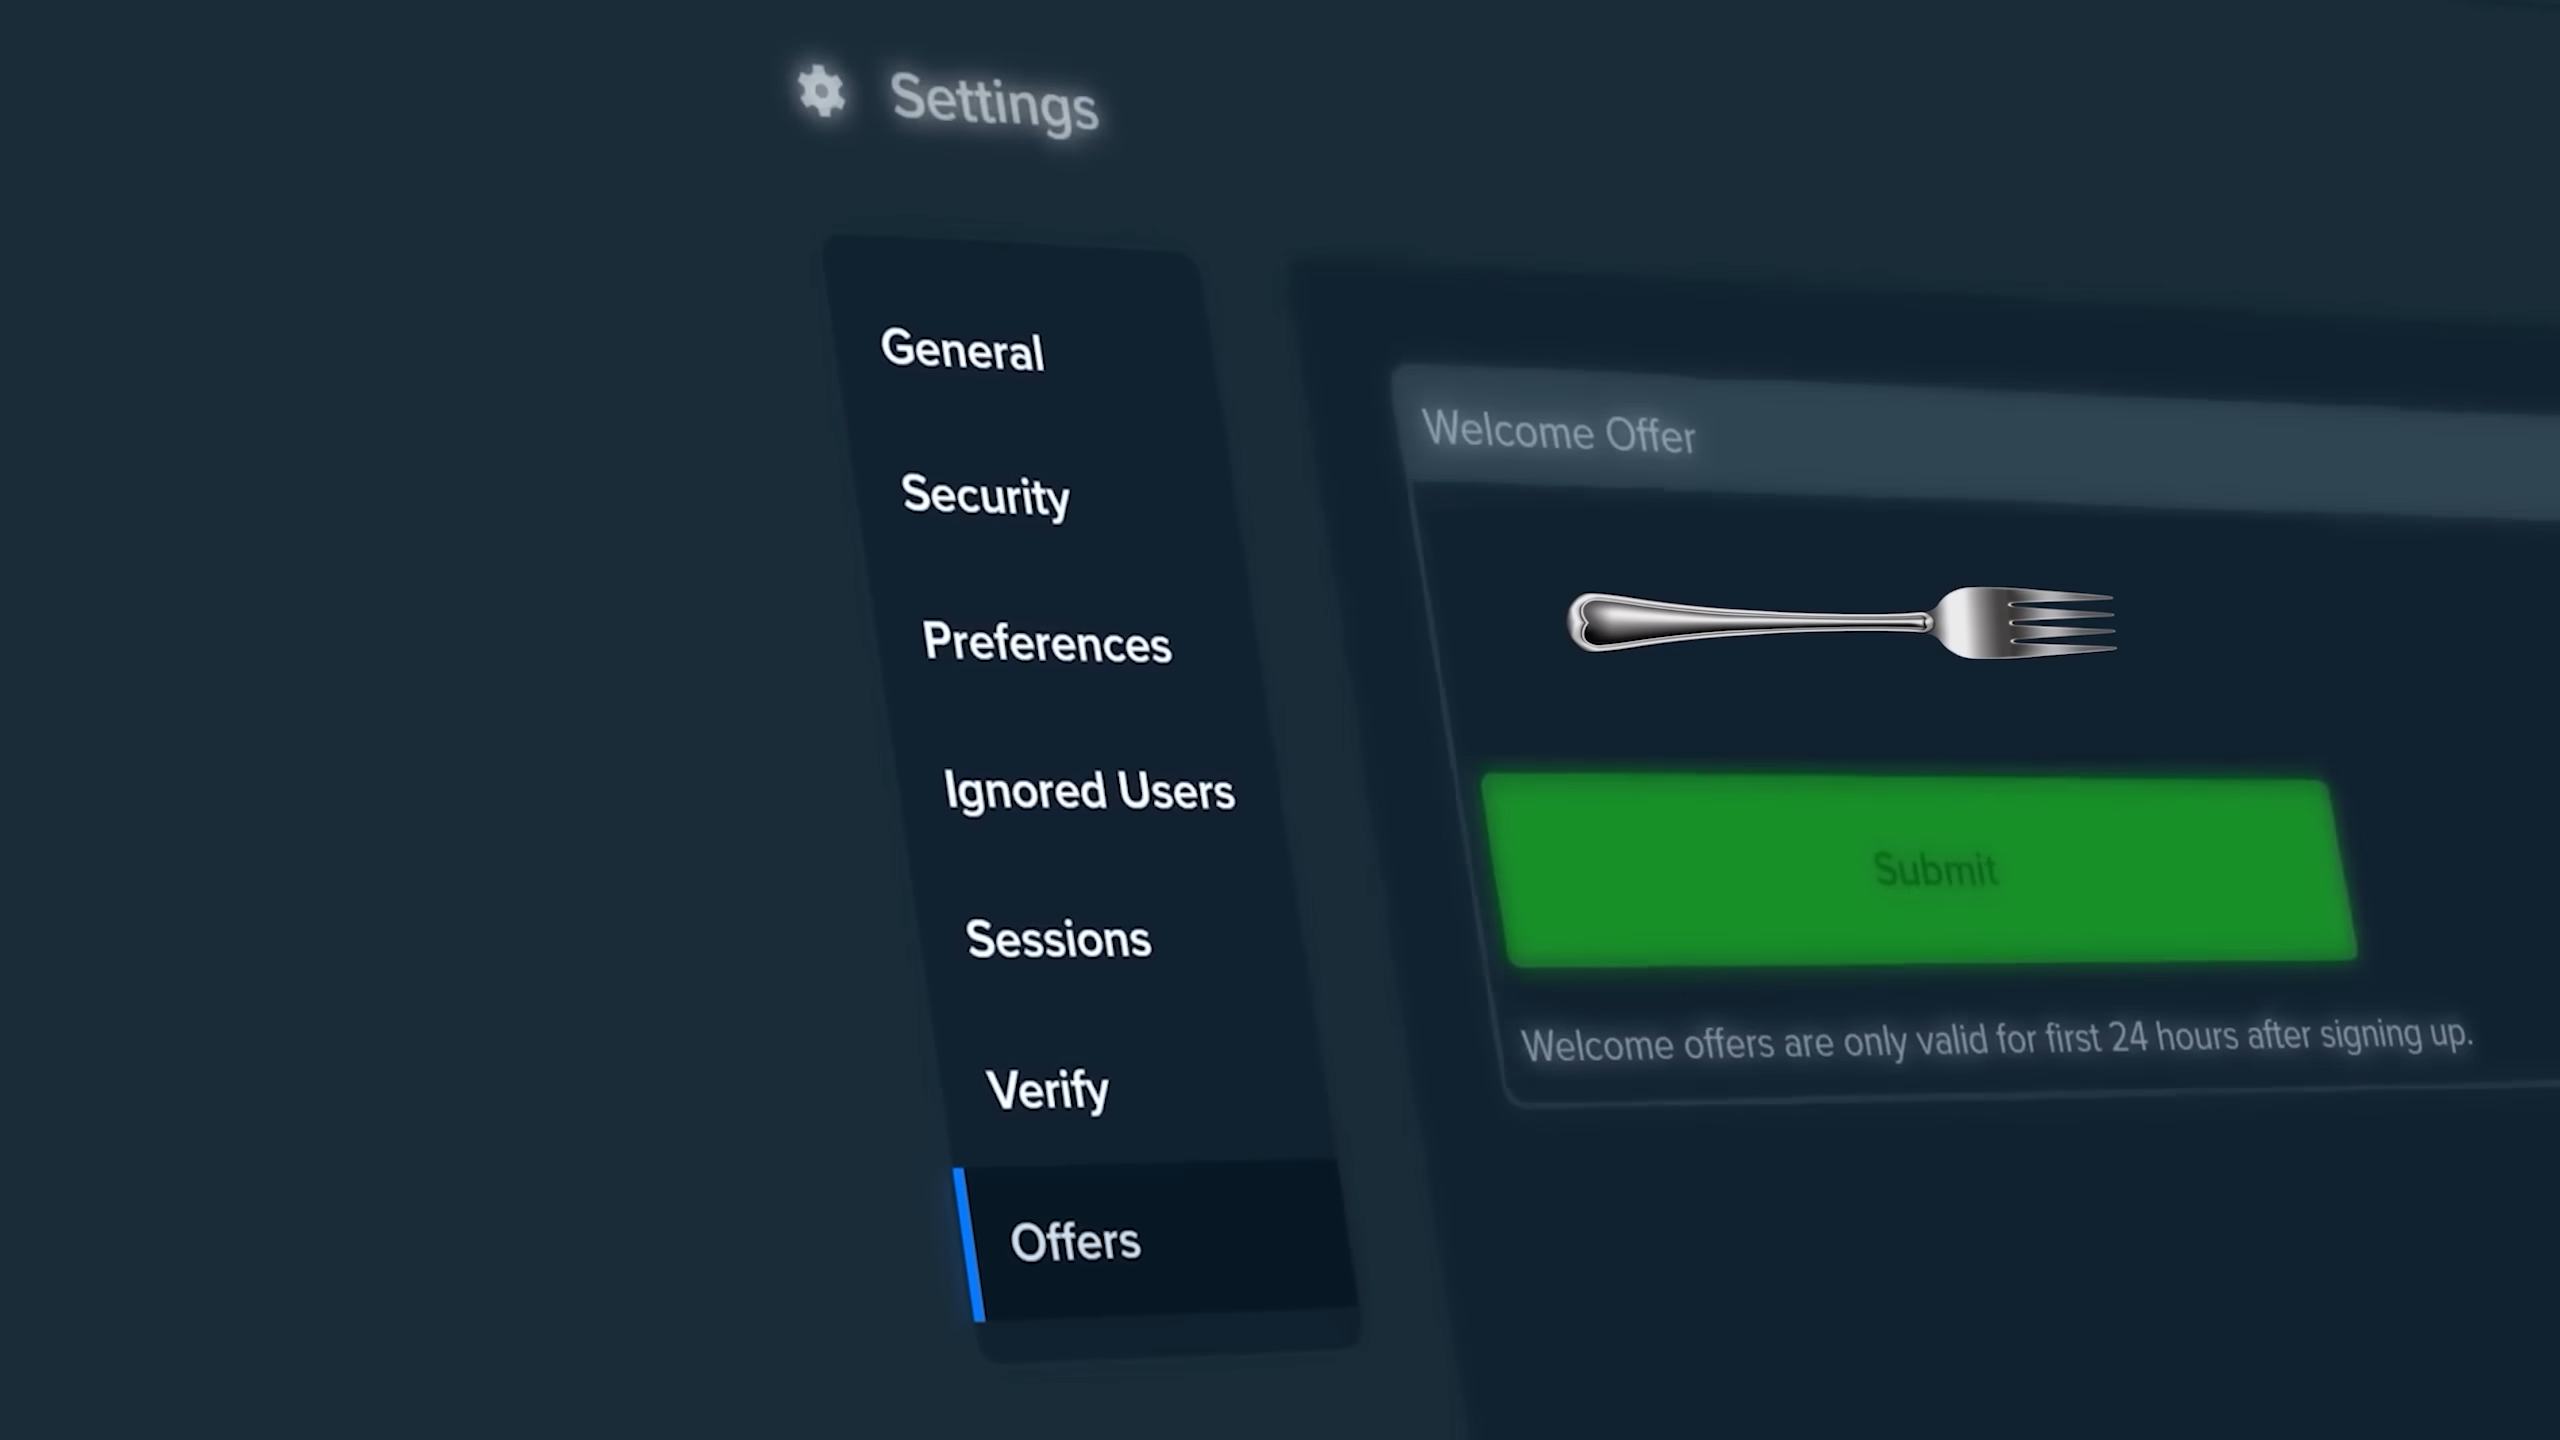 Settings
General
Security
Preferences
Ignored Users
Sessions
Verify
Offers
Welcome Offer
Submit
Welcome offers are only valid for first 24 hours after signing up.